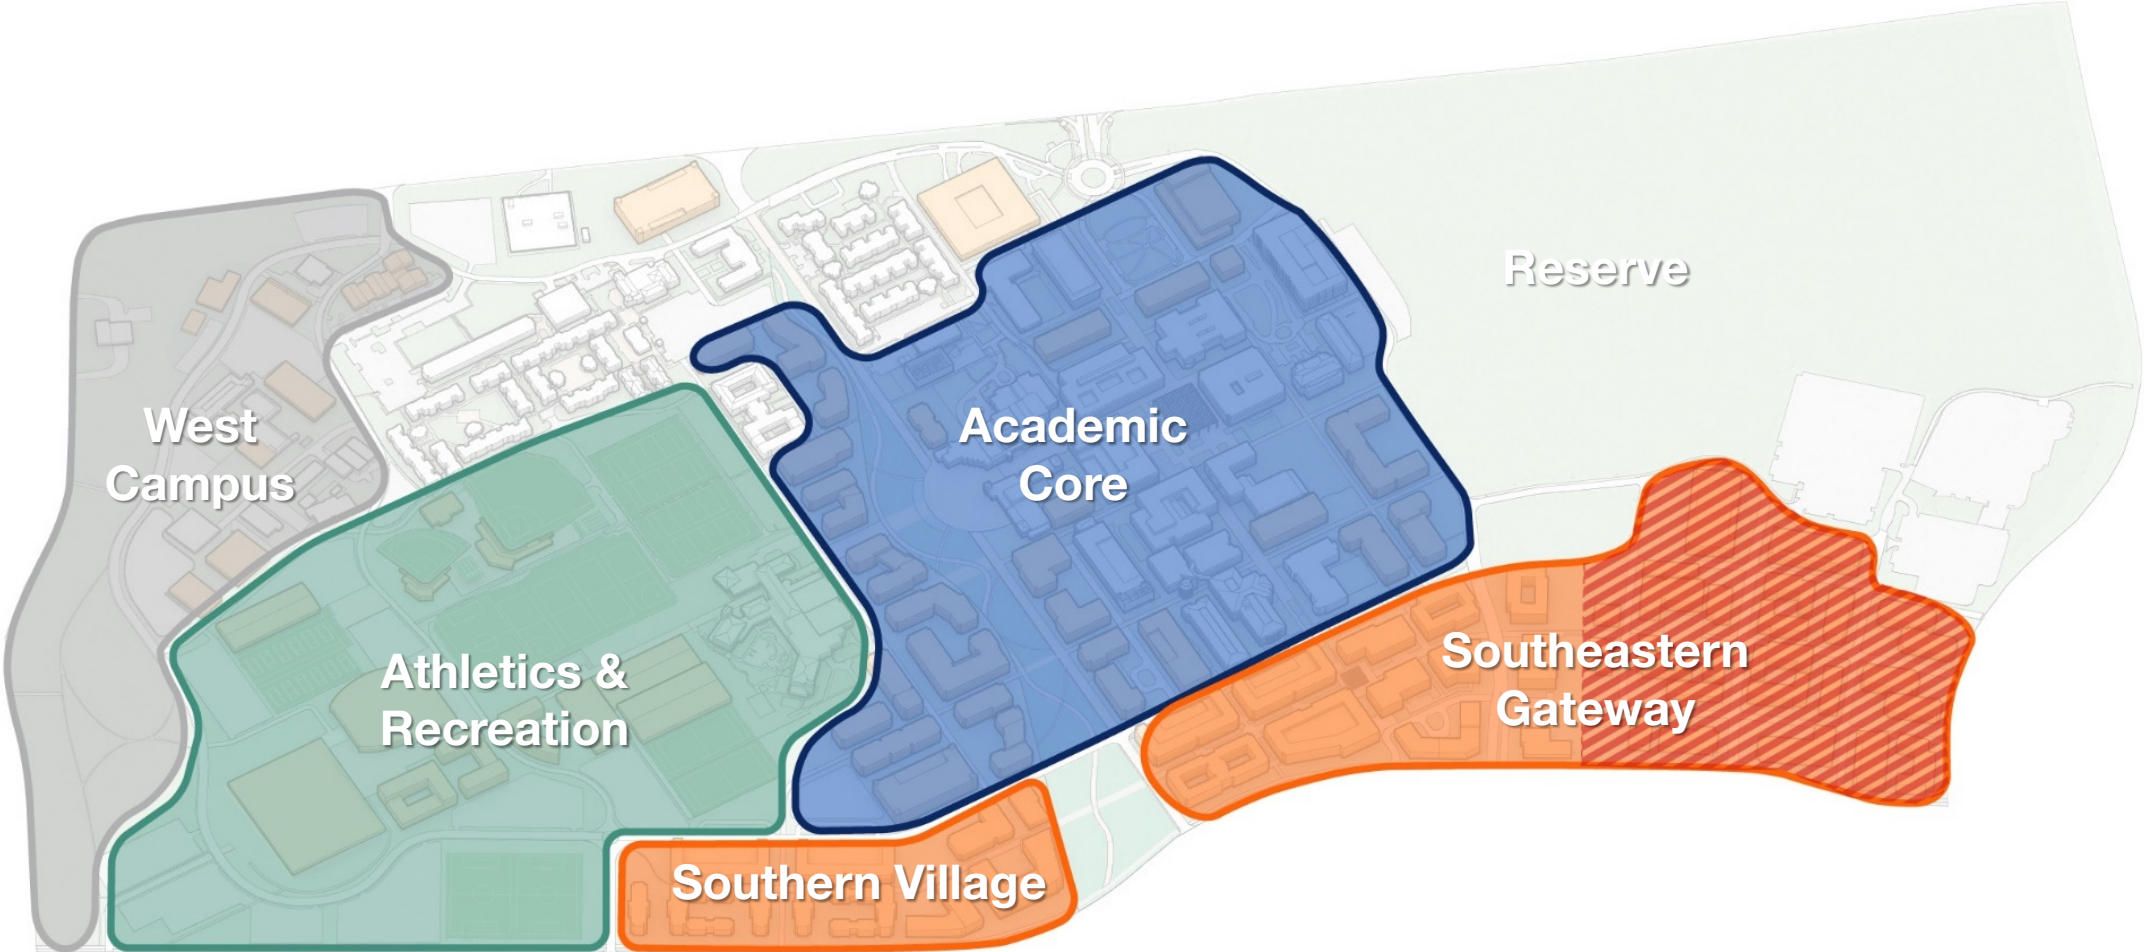 Reserve
West
Campus
Academic
Core
Athletics &
Recreation
Southeastern
Gateway
Southern Village